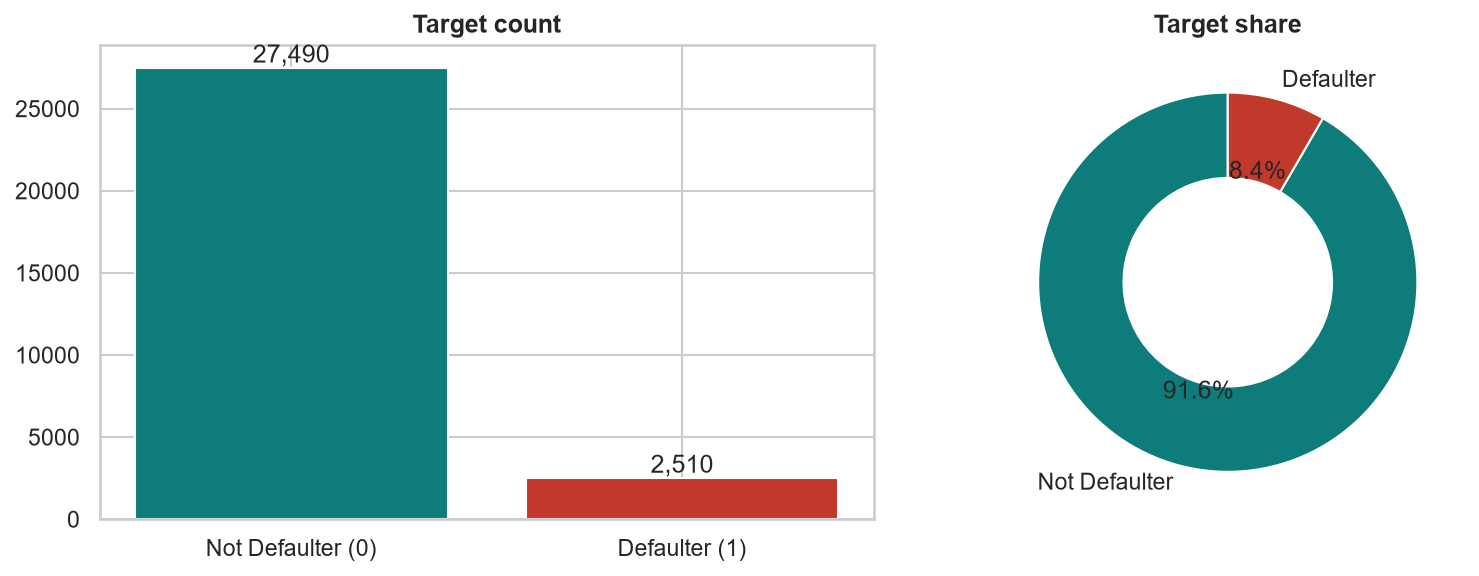 Target count
27,490
25000
20000
15000
10000
5000
2,510
0
Not Defaulter (0)
Defaulter (1)
Target share
Defaulter
8.4%
91.6%
Not Defaulter